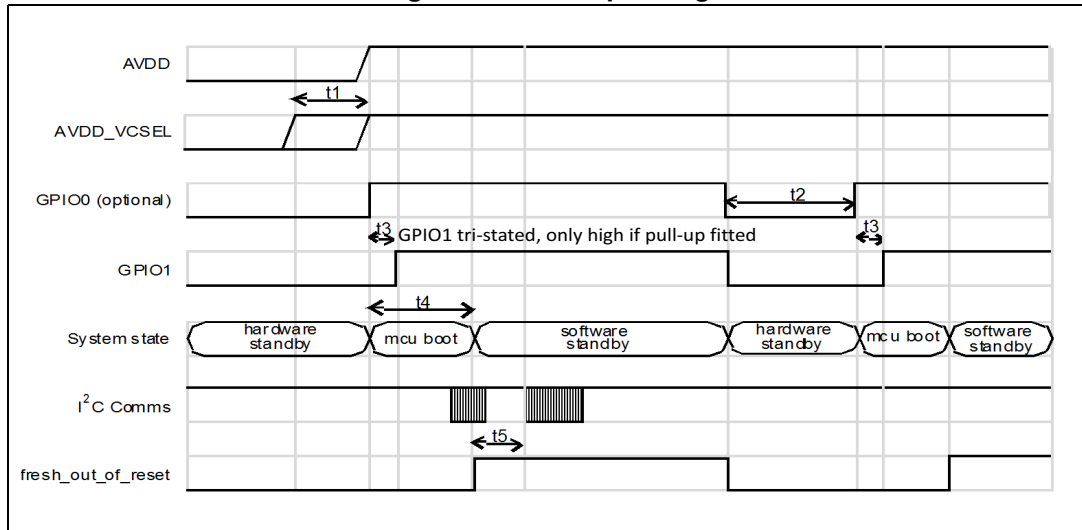 AVDD
t1
AVDD_VCSEL
GPIO0 (optional)
t2
t3 GPIO1 tri-stated, only high if pull-up fitted
t3
GPIO1
t4
System state
hardware standby
mcu boot
software standby
hardware standby
mcu boot
software standby
I²C Comms
t5
fresh_out_of_reset